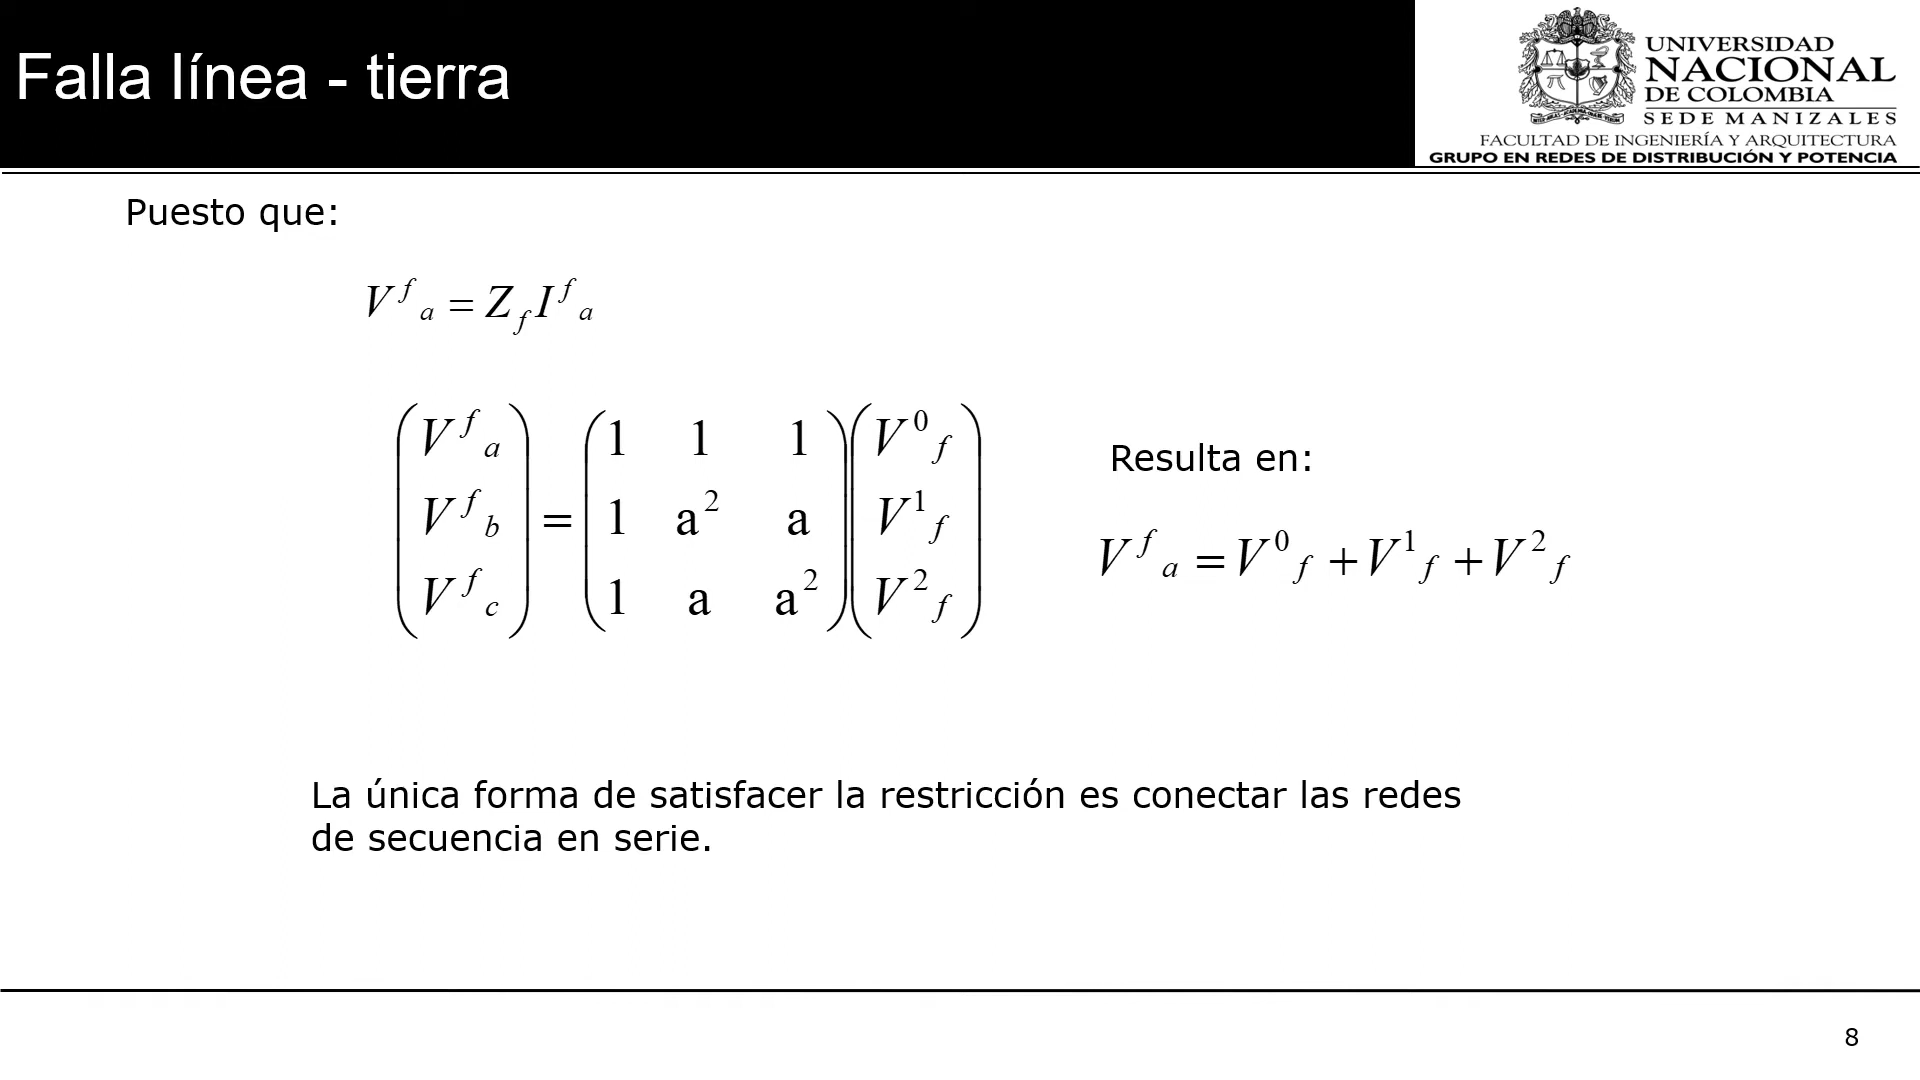 Falla línea - tierra
UNIVERSIDAD
NACIONAL
DE COLOMBIA
SEDE MANIZALES
FACULTAD DE INGENIERÍA Y ARQUITECTURA
GRUPO EN REDES DE DISTRIBUCIÓN Y POTENCIA
Puesto que:
V^f_a = Z_f I^f_a
(V^f_a) = (1 1 1)(V^0_f)
(V^f_b) = (1 a^2 a)(V^1_f)
(V^f_c) = (1 a a^2)(V^2_f)
Resulta en:
V^f_a = V^0_f + V^1_f + V^2_f
La única forma de satisfacer la restricción es conectar las redes
de secuencia en serie.
8